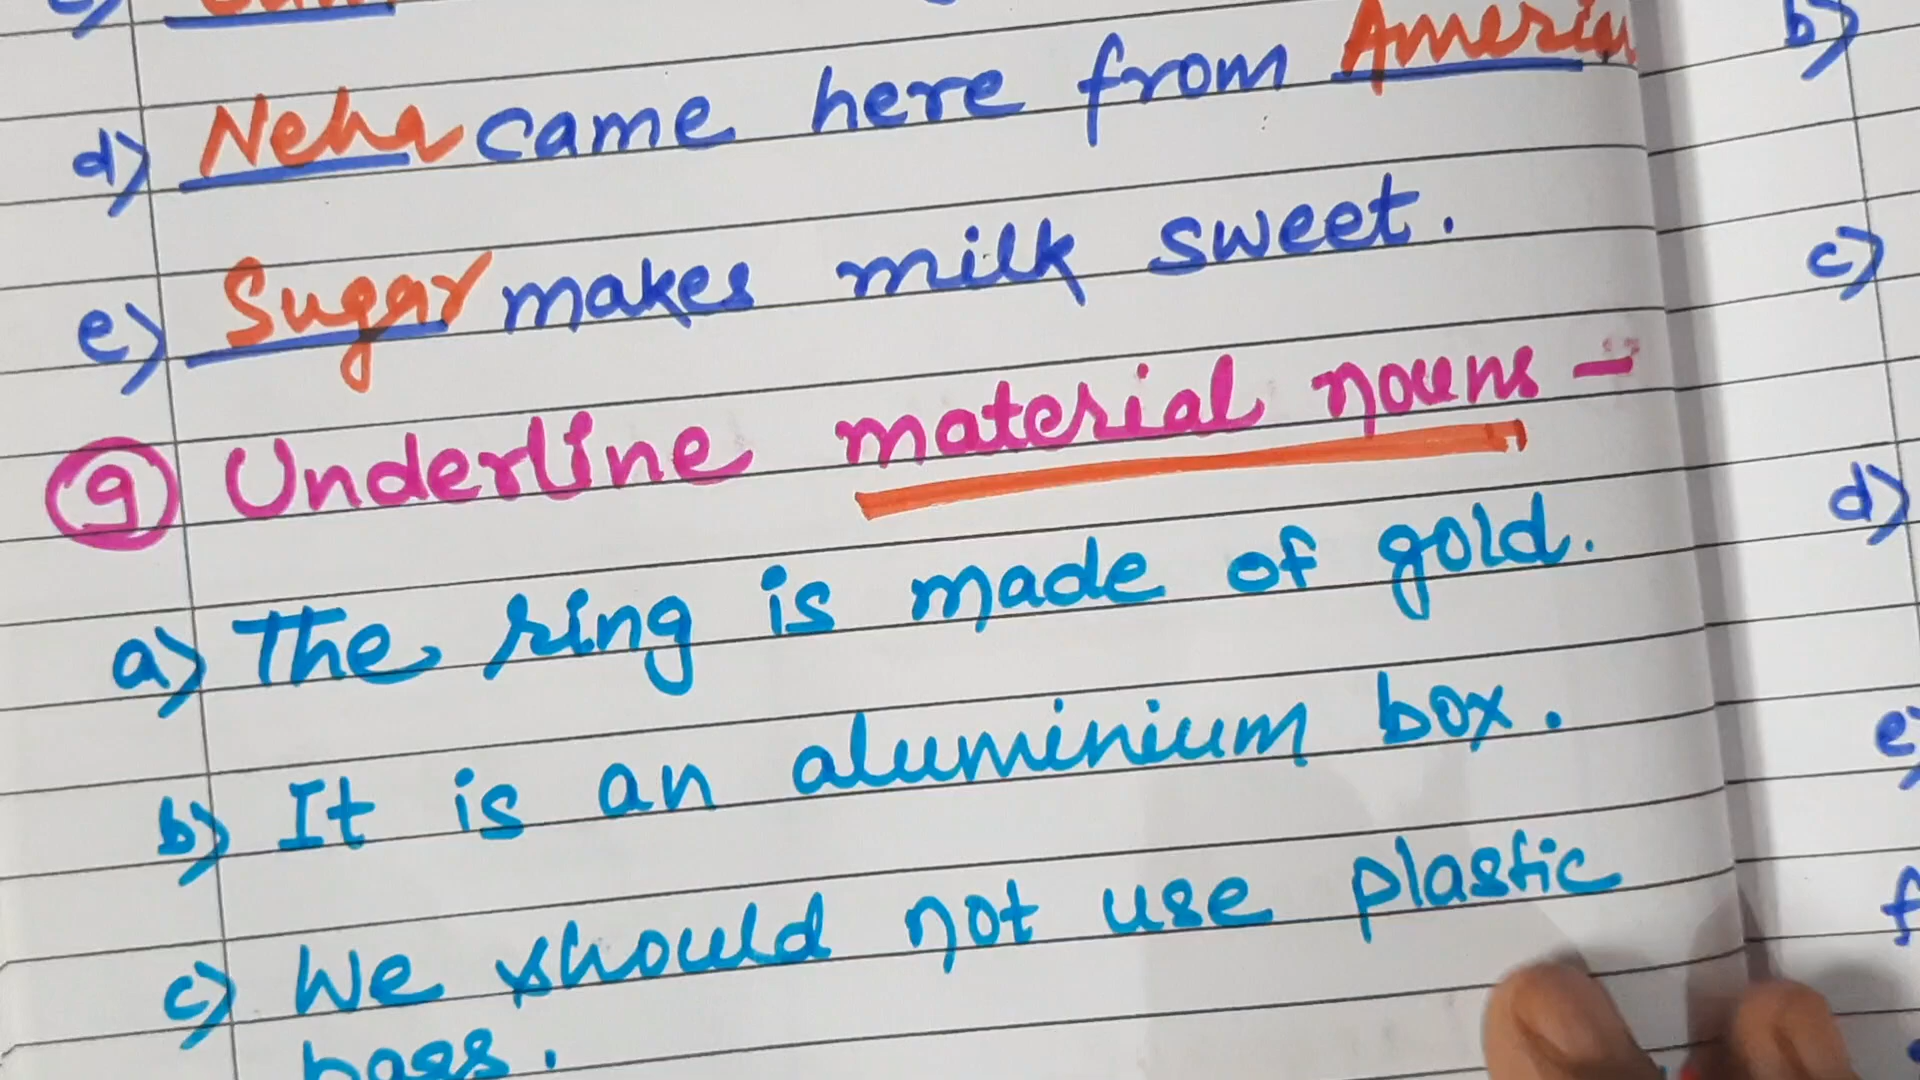 d) Neha came here from America
e) Sugar makes milk sweet.
9 Underline material nouns -
a) The ring is made of gold.
b) It is an aluminium box.
c) We should not use plastic
bags.
b)
c)
d)
e)
f